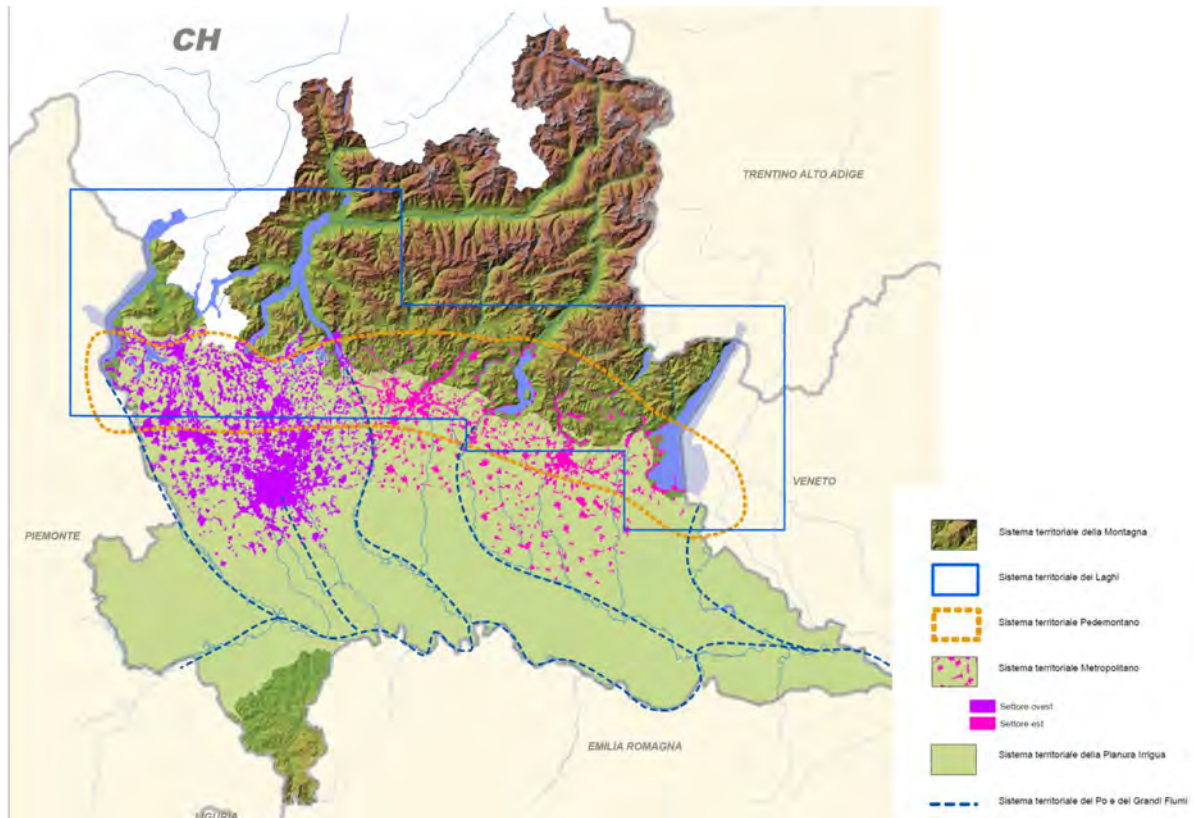 CH
TRENTINO ALTO ADIGE
VENETO
PIEMONTE
EMILIA ROMAGNA
LIGURIA
Sistema territoriale della Montagna
Sistema territoriale dei Laghi
Sistema territoriale Pedemontano
Sistema territoriale Metropolitano
Settore ovest
Settore est
Sistema territoriale della Pianura Irrigua
Sistema territoriale del Po e dei Grandi Fiumi